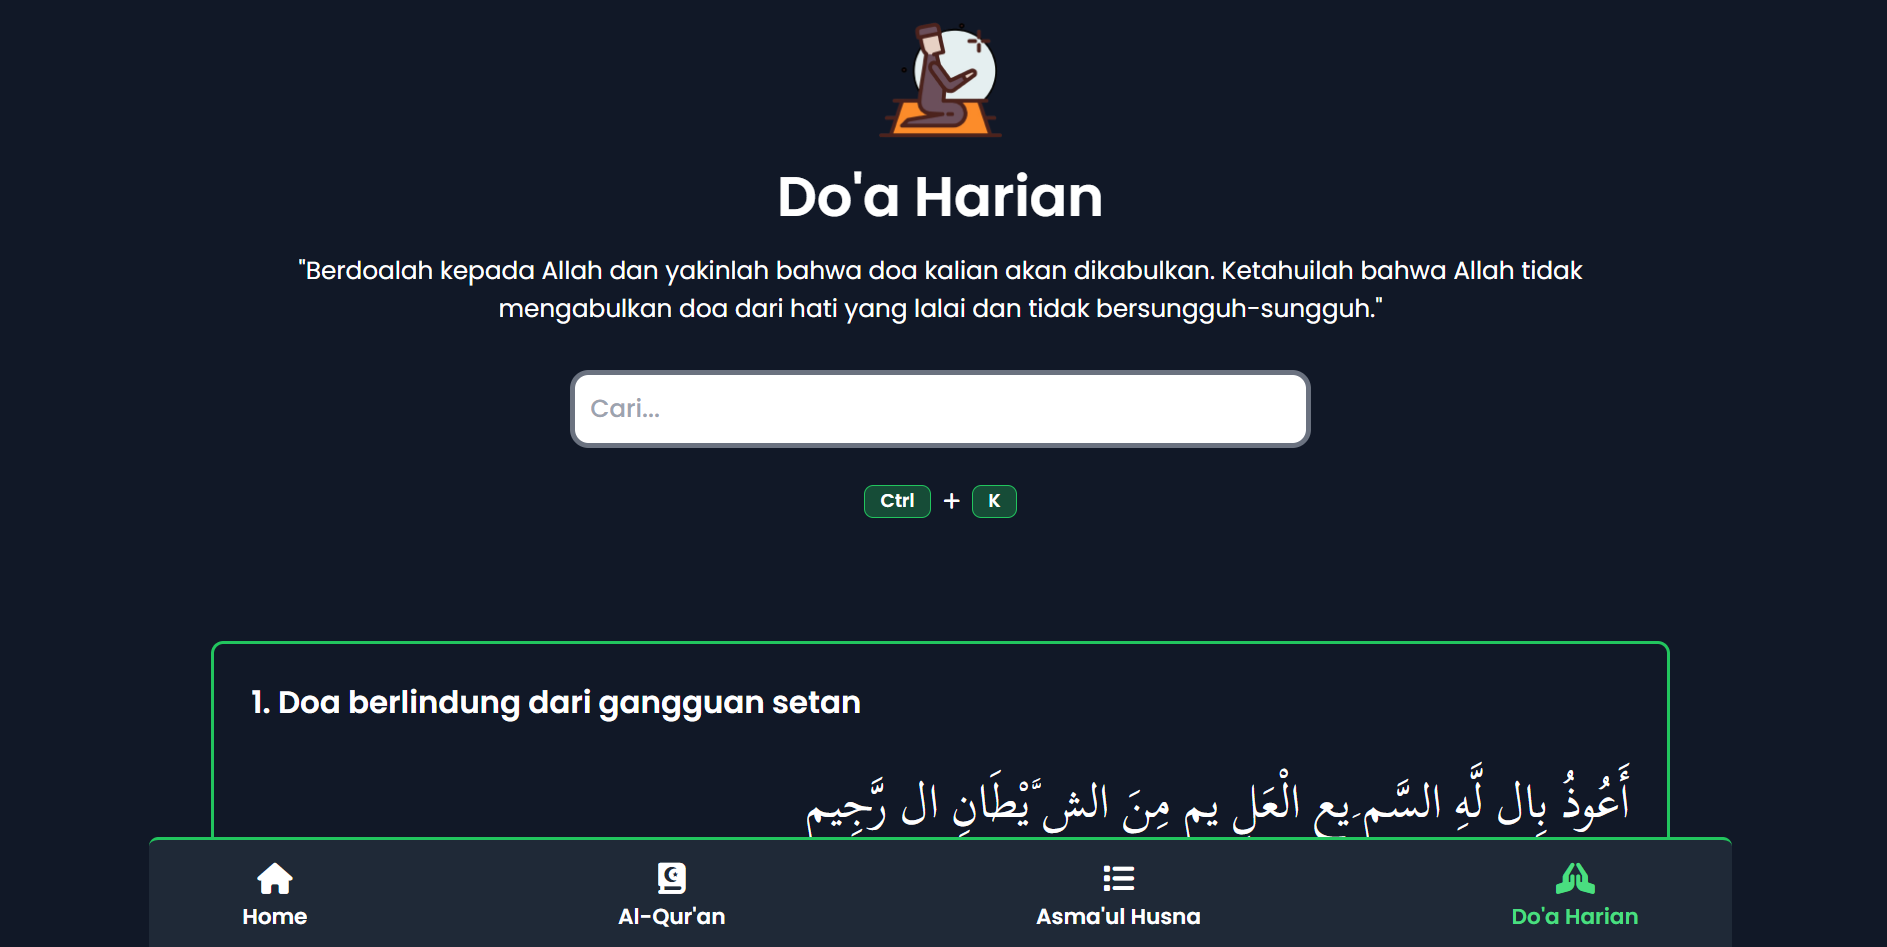 Do'a Harian
"Berdoalah kepada Allah dan yakinlah bahwa doa kalian akan dikabulkan. Ketahuilah bahwa Allah tidak
mengabulkan doa dari hati yang lalai dan tidak bersungguh-sungguh."
Cari...
Ctrl + K
1. Doa berlindung dari gangguan setan
أَعُوذُ بِال لَّهِ السَّم ِيعِ الْعَلِ يمِ مِنَ الش َّيْطَانِ ال رَّجِيمِ
Home
Al-Qur'an
Asma'ul Husna
Do'a Harian